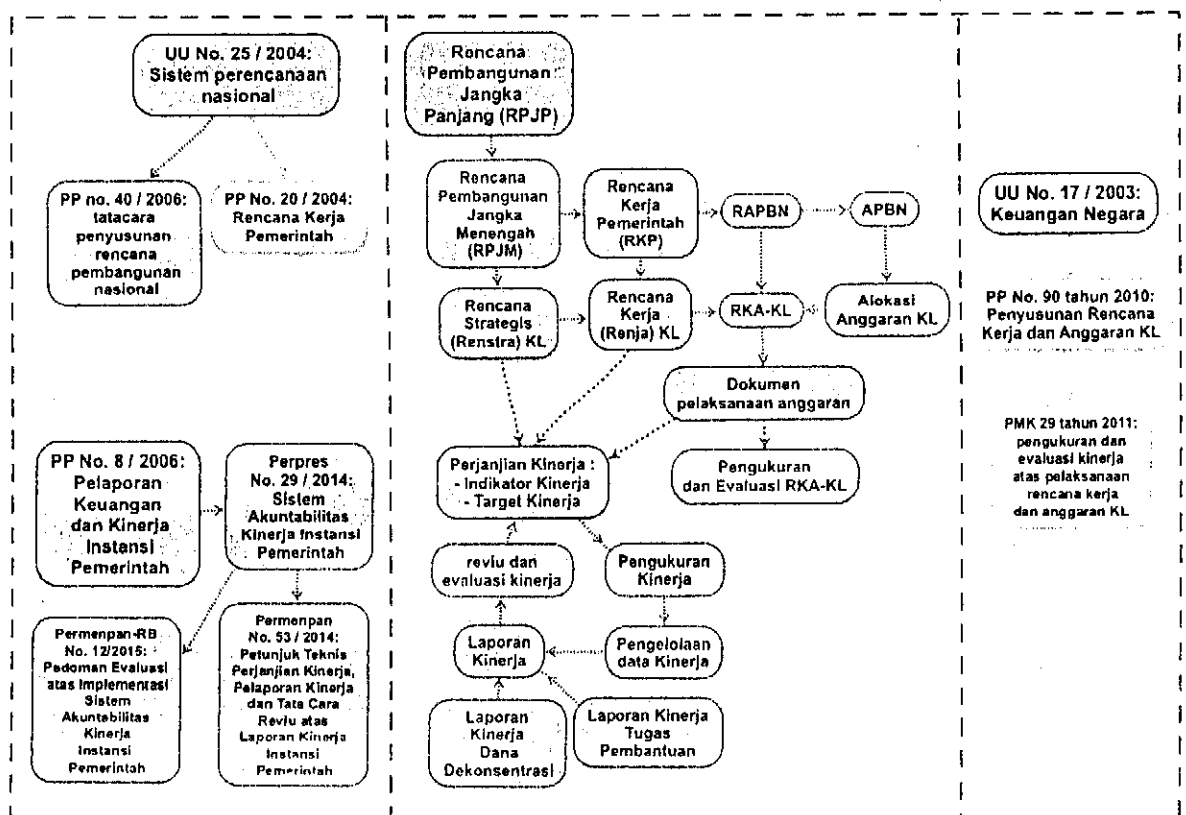 UU No. 25 / 2004:
Sistem perencanaan
nasional
PP no. 40 / 2006:
tatacara
penyusunan
rencana
pembangunan
nasional
PP No. 20 / 2004:
Rencana Kerja
Pemerintah
PP No. 8 / 2006:
Pelaporan
Keuangan
dan Kinerja
Instansi
Pemerintah
Perpres
No. 29 / 2014:
Sistem
Akuntabilitas
Kinerja Instansi
Pemerintah
Permenpan-RB
No. 12/2015:
Pedoman Evaluasi
atas Implementasi
Sistem
Akuntabilitas
Kinerja
Instansi
Pemerintah
Permenpan
No. 53 / 2014:
Petunjuk Teknis
Perjanjian Kinerja,
Pelaporan Kinerja
dan Tata Cara
Reviu atas
Laporan Kinerja
Instansi
Pemerintah
Rencana
Pembangunan
Jangka
Panjang (RPJP)
Rencana
Pembangunan
Jangka
Menengah
(RPJM)
Rencana
Kerja
Pemerintah
(RKP)
RAPBN
APBN
Rencana
Strategis
(Renstra) KL
Rencana
Kerja
(Renja) KL
RKA-KL
Alokasi
Anggaran KL
Dokumen
pelaksanaan anggaran
Perjanjian Kinerja :
- Indikator Kinerja
- Target Kinerja
Pengukuran
dan Evaluasi RKA-KL
reviu dan
evaluasi kinerja
Pengukuran
Kinerja
Laporan
Kinerja
Pengelolaan
data Kinerja
Laporan
Kinerja
Dana
Dekonsentrasi
Laporan Kinerja
Tugas
Pembantuan
UU No. 17 / 2003:
Keuangan Negara
PP No. 90 tahun 2010:
Penyusunan Rencana
Kerja dan Anggaran KL
PMK 29 tahun 2011:
pengukuran dan
evaluasi kinerja
atas pelaksanaan
rencana kerja
dan anggaran KL